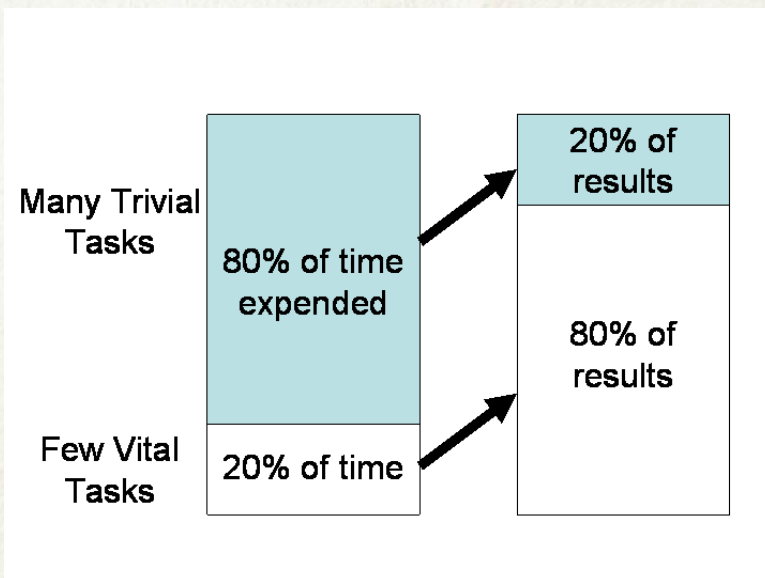 Many Trivial
Tasks
80% of time
expended
20% of
results
80% of
results
Few Vital
Tasks
20% of time